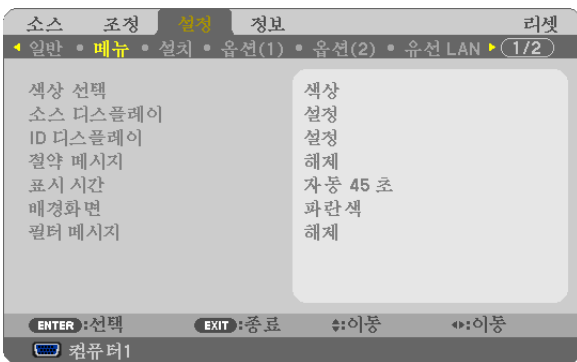 소스 조정 설정 정보 리셋
일반 • 메뉴 • 설치 • 옵션(1) • 옵션(2) • 유선 LAN 1/2
색상 선택 색상
소스 디스플레이 설정
ID 디스플레이 설정
절약 메시지 해제
표시 시간 자동 45 초
배경화면 파란색
필터 메시지 해제
ENTER :선택 EXIT :종료 :이동 :이동
컴퓨터1